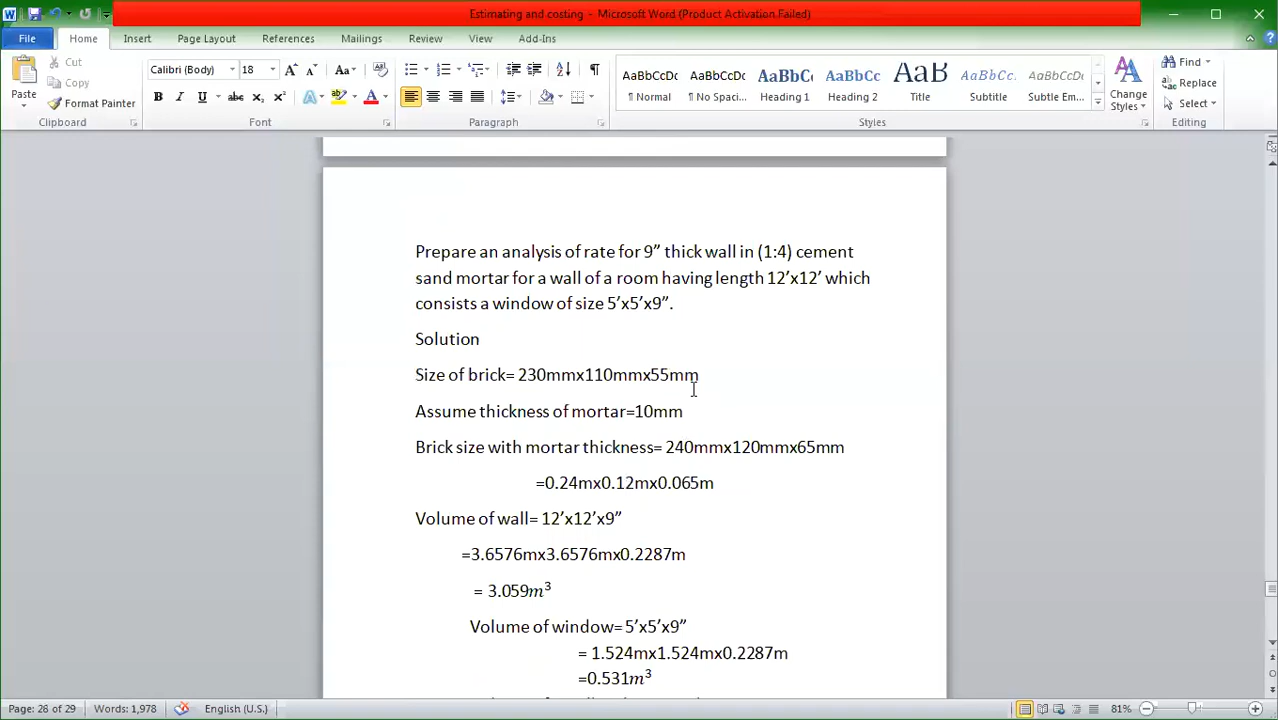 Estimating and costing - Microsoft Word (Product Activation Failed)
File Home Insert Page Layout References Mailings Review View Add-Ins
Paste
Cut
Copy
Format Painter
Clipboard
Calibri (Body) 18
Font
Paragraph
AaBbCcDc AaBbCcDc AaBbC AaBbCc AaB AaBbCcL AaBbCcDc
¶ Normal ¶ No Spaci... Heading 1 Heading 2 Title Subtitle Subtle Em...
Styles
Change Styles
Find
Replace
Select
Editing
Prepare an analysis of rate for 9” thick wall in (1:4) cement
sand mortar for a wall of a room having length 12’x12’ which
consists a window of size 5’x5’x9”.
Solution
Size of brick= 230mmx110mmx55mm
Assume thickness of mortar=10mm
Brick size with mortar thickness= 240mmx120mmx65mm
=0.24mx0.12mx0.065m
Volume of wall= 12’x12’x9”
=3.6576mx3.6576mx0.2287m
= 3.059m³
Volume of window= 5’x5’x9”
= 1.524mx1.524mx0.2287m
=0.531m³
Page: 28 of 29 Words: 1,978 English (U.S.) 81%